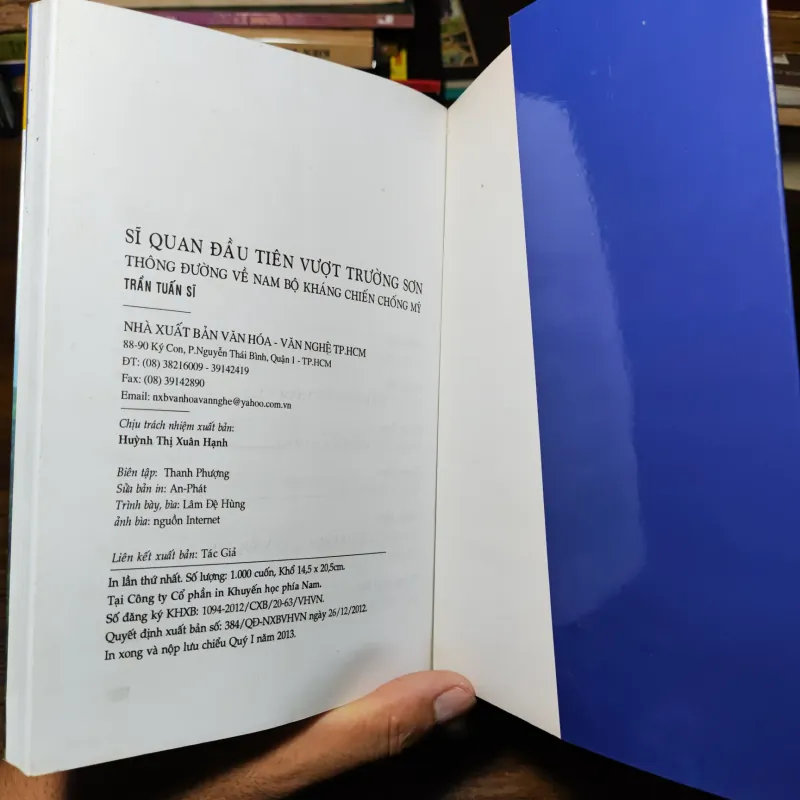 SĨ QUAN ĐẦU TIÊN VƯỢT TRƯỜNG SƠN
THÔNG ĐƯỜNG VỀ NAM BỘ KHÁNG CHIẾN CHỐNG MỸ
TRẦN TUẤN SĨ
NHÀ XUẤT BẢN VĂN HÓA - VĂN NGHỆ TP.HCM
88-90 Ký Con, P.Nguyễn Thái Bình, Quận 1 - TP.HCM
ĐT: (08) 38216009 - 39142419
Fax: (08) 39142890
Email: nxbvanhoavannghe@yahoo.com.vn
Chịu trách nhiệm xuất bản:
Huỳnh Thị Xuân Hạnh
Biên tập: Thanh Phượng
Sửa bản in: An-Phát
Trình bày, bìa: Lâm Đệ Hùng
ảnh bìa: nguồn Internet
Liên kết xuất bản: Tác Giả
In lần thứ nhất. Số lượng: 1.000 cuốn, Khổ 14,5 x 20,5cm.
Tại Công ty Cổ phần in Khuyến học phía Nam.
Số đăng ký KHXB: 1094-2012/CXB/20-63/VHVN.
Quyết định xuất bản số: 384/QĐ-NXBVHVN ngày 26/12/2012.
In xong và nộp lưu chiểu Quý I năm 2013.